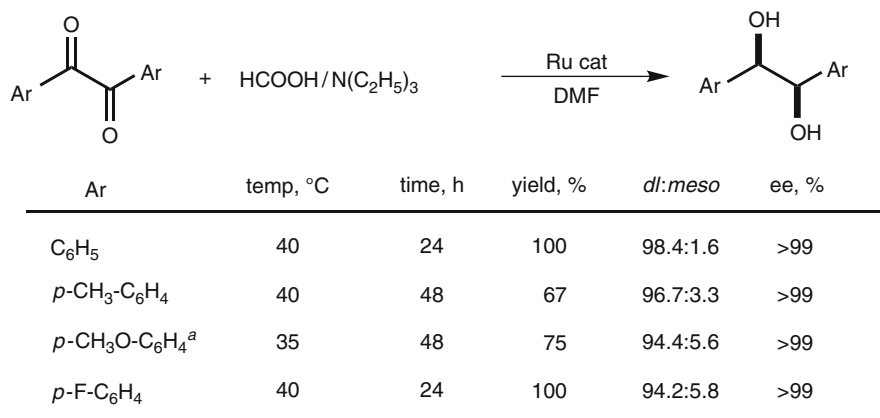 O
Ar
Ar
O
+
HCOOH/N(C₂H₅)₃
Ru cat
DMF
OH
Ar
Ar
OH
Ar temp, °C time, h yield, % dl:meso ee, %
C₆H₅ 40 24 100 98.4:1.6 >99
p-CH₃-C₆H₄ 40 48 67 96.7:3.3 >99
p-CH₃O-C₆H₄ᵃ 35 48 75 94.4:5.6 >99
p-F-C₆H₄ 40 24 100 94.2:5.8 >99